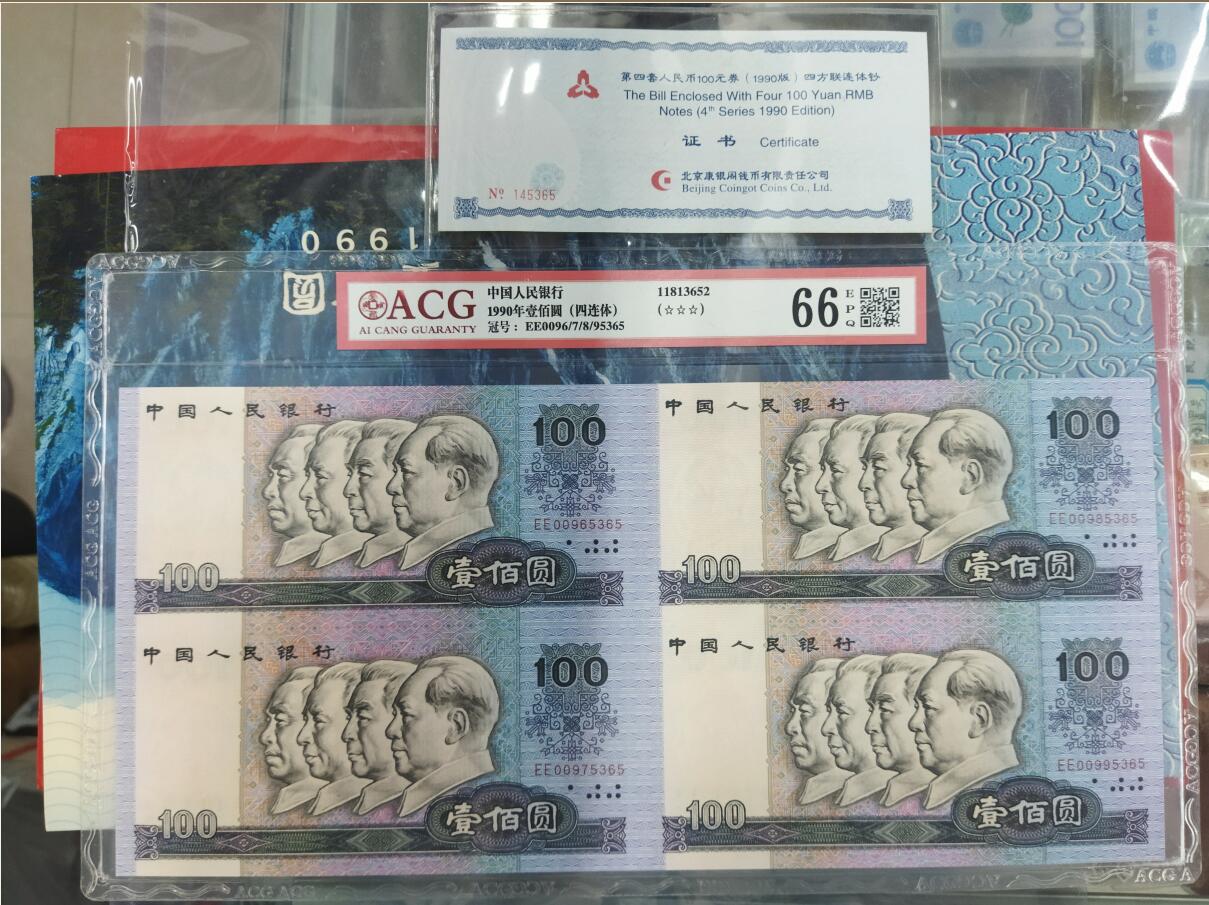 第四套人民币100元券（1990版）四方联连体钞
The Bill Enclosed With Four 100 Yuan RMB
Notes (4th Series 1990 Edition)
证 书 Certificate
北京康银阁钱币有限责任公司
Beijing Coingot Coins Co., Ltd.
Nº 145365
1990
圆
ACG
AI CANG GUARANTY
中国人民银行
1990年壹佰圆（四连体）
冠号：EE0096/7/8/95365
11813652
(☆☆☆)
66
EPQ
中国人民银行
100
EE00965365
100
壹佰圆
中国人民银行
100
EE00985365
100
壹佰圆
中国人民银行
100
EE00975365
100
壹佰圆
中国人民银行
100
EE00995365
100
壹佰圆
ACG ACG
ACG ACG
ACG A